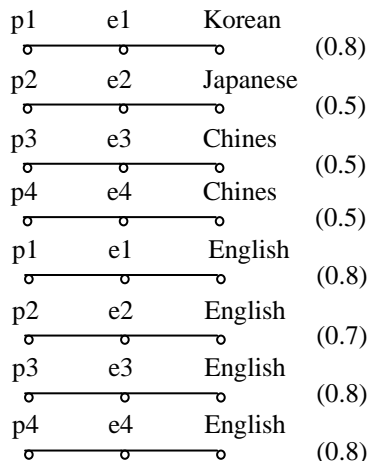 p1 e1 Korean
(0.8)
p2 e2 Japanese
(0.5)
p3 e3 Chines
(0.5)
p4 e4 Chines
(0.5)
p1 e1 English
(0.8)
p2 e2 English
(0.7)
p3 e3 English
(0.8)
p4 e4 English
(0.8)